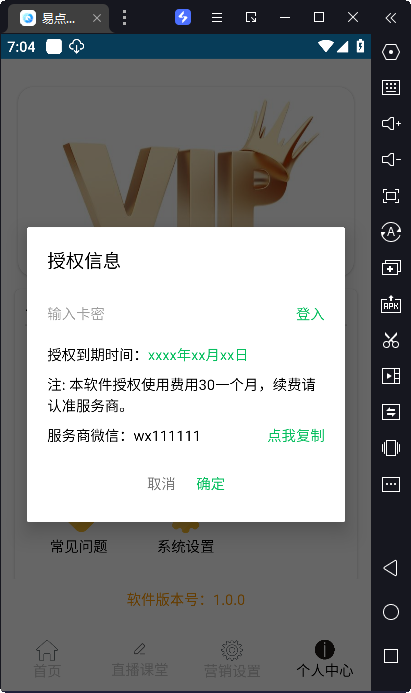 易点...
7:04
VIP
授权信息
输入卡密
登入
授权到期时间：xxxx年xx月xx日
注: 本软件授权使用费用30一个月，续费请
认准服务商。
服务商微信：wx111111
点我复制
取消
确定
常见问题
系统设置
软件版本号：1.0.0
首页
直播课堂
营销设置
个人中心
A
APK